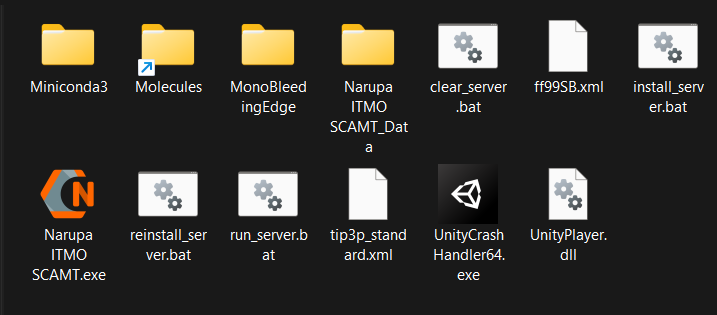 Miniconda3
Molecules
MonoBleed
ingEdge
Narupa
ITMO
SCAMT_Dat
a
clear_server
.bat
ff99SB.xml
install_serv
er.bat
N
Narupa
ITMO
SCAMT.exe
reinstall_ser
ver.bat
run_server.b
at
tip3p_stand
ard.xml
UnityCrash
Handler64.
exe
UnityPlayer.
dll